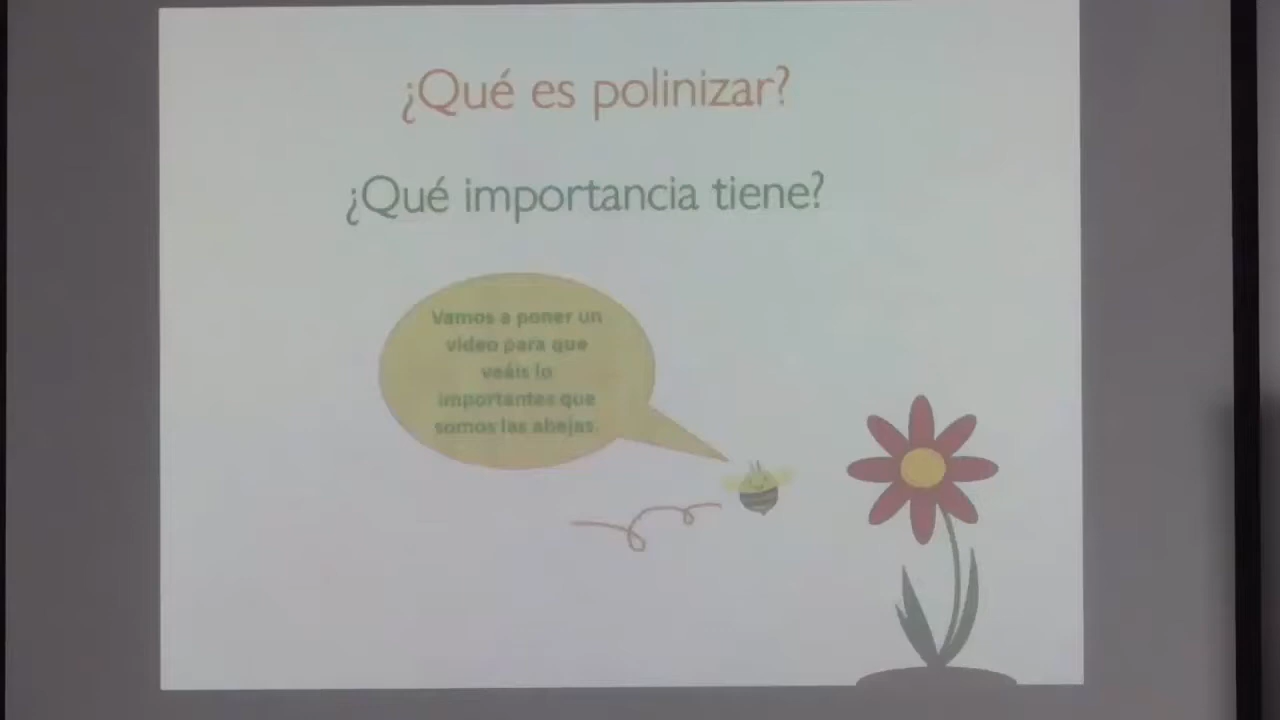 ¿Qué es polinizar?
¿Qué importancia tiene?
Vamos a poner un
video para que
veáis lo
importantes que
somos las abejas.